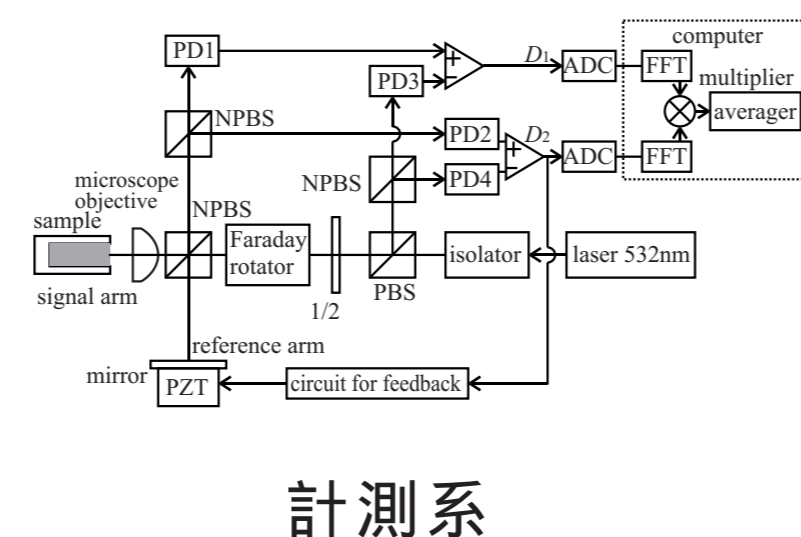 computer
PD1
D1
ADC
FFT
PD3
multiplier
averager
NPBS
PD2
D2
ADC
FFT
NPBS
PD4
microscope
objective
NPBS
sample
Faraday
rotator
isolator
laser 532nm
PBS
signal arm
1/2
reference arm
mirror
PZT
circuit for feedback
計測系